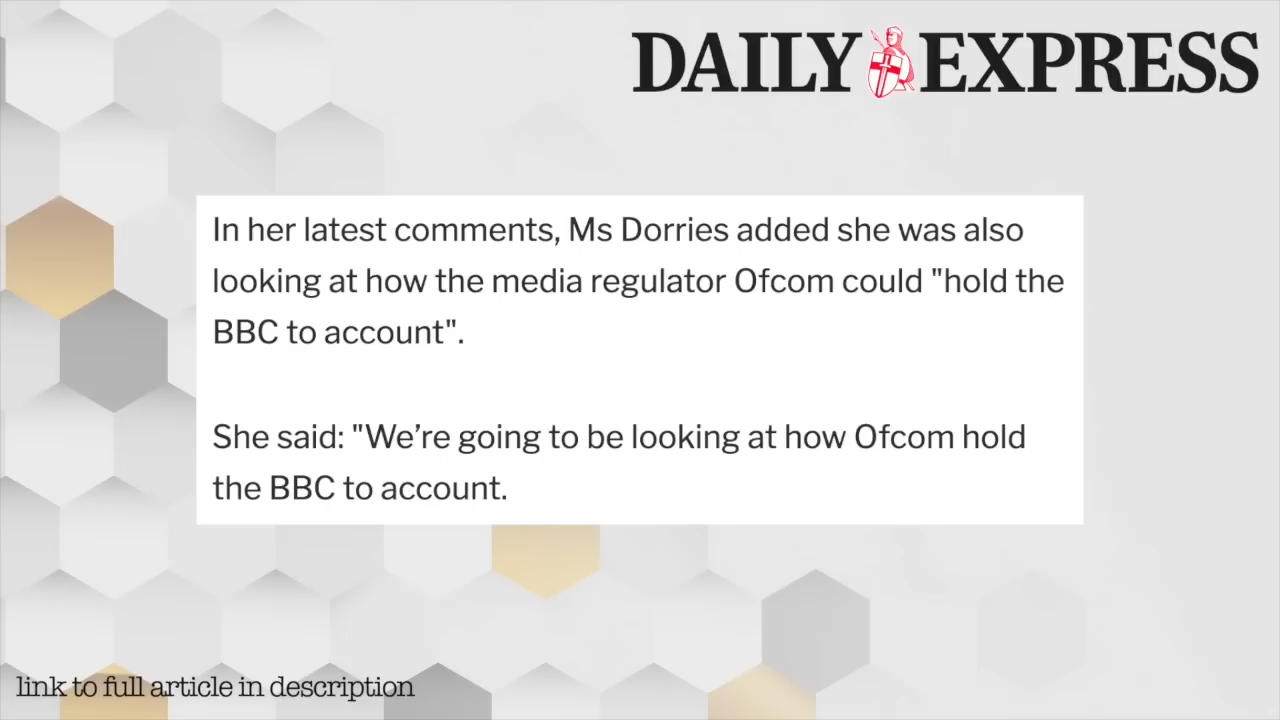 DAILY EXPRESS
In her latest comments, Ms Dorries added she was also
looking at how the media regulator Ofcom could "hold the
BBC to account".
She said: "We’re going to be looking at how Ofcom hold
the BBC to account.
link to full article in description